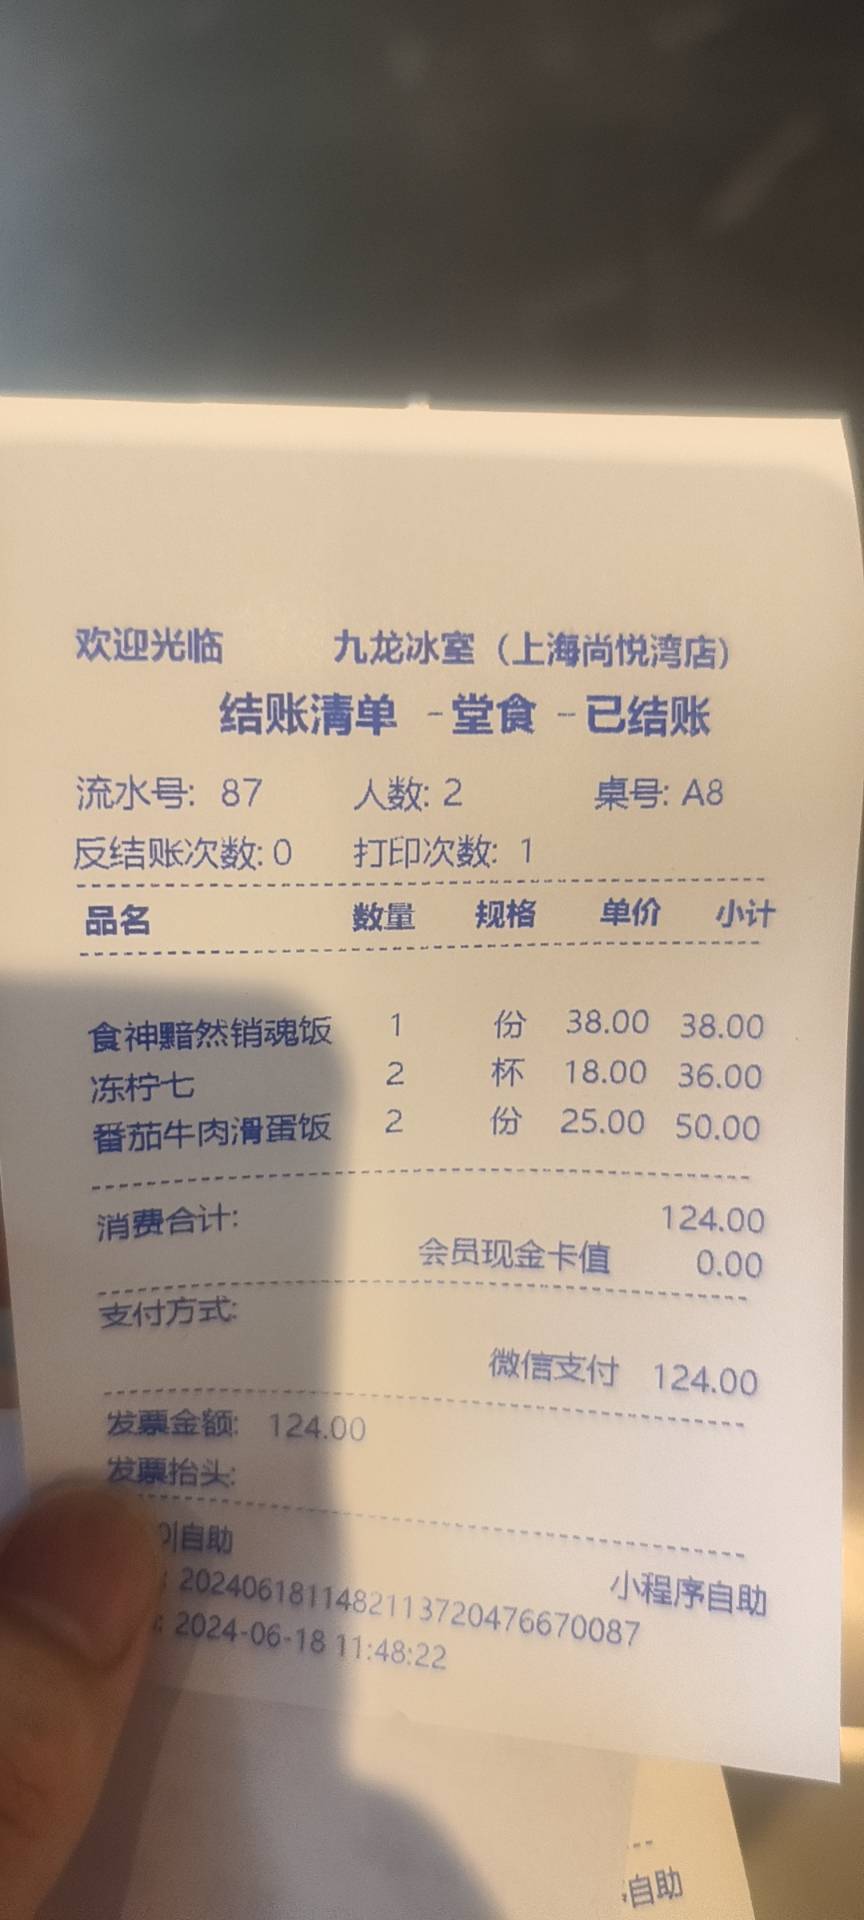 欢迎光临 九龙冰室（上海尚悦湾店）
结账清单 -堂食 -已结账
流水号: 87 人数: 2 桌号: A8
反结账次数: 0 打印次数: 1
品名 数量 规格 单价 小计
食神黯然销魂饭 1 份 38.00 38.00
冻柠七 2 杯 18.00 36.00
番茄牛肉滑蛋饭 2 份 25.00 50.00
消费合计: 124.00
会员现金卡值 0.00
支付方式:
微信支付 124.00
发票金额: 124.00
发票抬头:
自助 小程序自助
: 2024061811482113720476670087
: 2024-06-18 11:48:22
自助